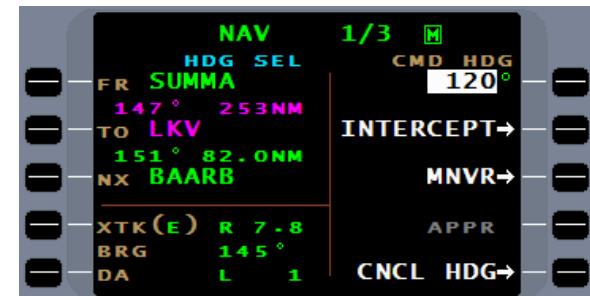 NAV 1/3 M
HDG SEL CMD HDG
FR SUMMA 120°
147° 253NM
TO LKV INTERCEPT→
151° 82.0NM
NX BAARB MNVR→
XTK(E) R 7.8 APPR
BRG 145°
DA L 1 CNCL HDG→